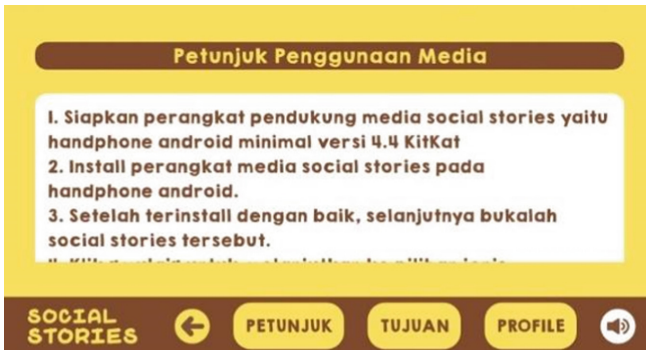 Petunjuk Penggunaan Media
1. Siapkan perangkat pendukung media social stories yaitu
handphone android minimal versi 4.4 KitKat
2. Install perangkat media social stories pada
handphone android.
3. Setelah terinstall dengan baik, selanjutnya bukalah
social stories tersebut.
SOCIAL
STORIES
PETUNJUK
TUJUAN
PROFILE